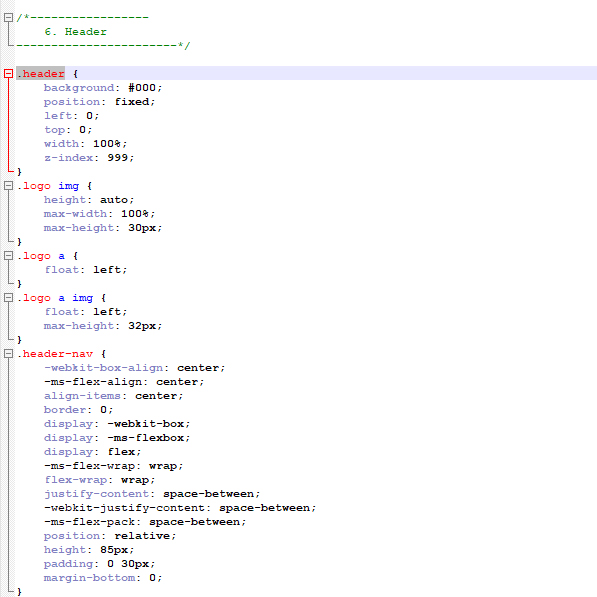 /*-----------------
    6. Header
-----------------------*/

.header {
    background: #000;
    position: fixed;
    left: 0;
    top: 0;
    width: 100%;
    z-index: 999;
}
.logo img {
    height: auto;
    max-width: 100%;
    max-height: 30px;
}
.logo a {
    float: left;
}
.logo a img {
    float: left;
    max-height: 32px;
}
.header-nav {
    -webkit-box-align: center;
    -ms-flex-align: center;
    align-items: center;
    border: 0;
    display: -webkit-box;
    display: -ms-flexbox;
    display: flex;
    -ms-flex-wrap: wrap;
    flex-wrap: wrap;
    justify-content: space-between;
    -webkit-justify-content: space-between;
    -ms-flex-pack: space-between;
    position: relative;
    height: 85px;
    padding: 0 30px;
    margin-bottom: 0;
}